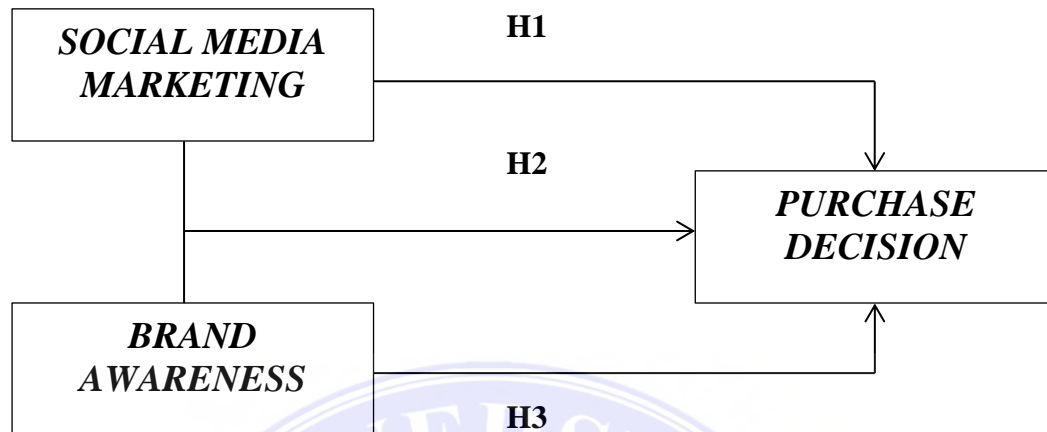 H1
SOCIAL MEDIA
MARKETING
H2
PURCHASE
DECISION
BRAND
AWARENESS
H3